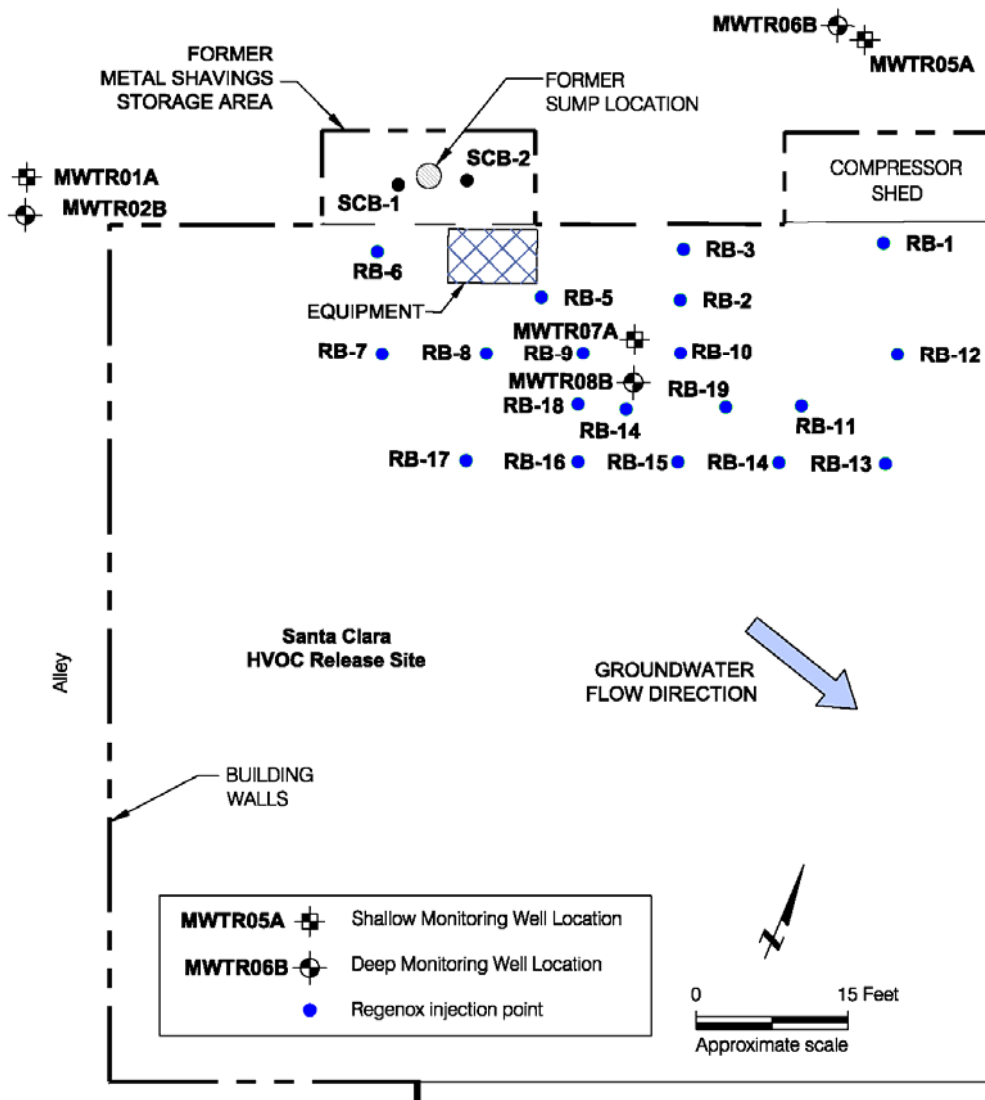 MWTR06B
MWTR05A
FORMER
METAL SHAVINGS
STORAGE AREA
FORMER
SUMP LOCATION
SCB-2
SCB-1
COMPRESSOR
SHED
MWTR01A
MWTR02B
RB-6
RB-3
RB-1
EQUIPMENT
RB-5
RB-2
MWTR07A
RB-7
RB-8
RB-9
RB-10
RB-12
MWTR08B
RB-19
RB-18
RB-14
RB-11
RB-17
RB-16
RB-15
RB-14
RB-13
Santa Clara
HVOC Release Site
Alley
GROUNDWATER
FLOW DIRECTION
BUILDING
WALLS
MWTR05A Shallow Monitoring Well Location
MWTR06B Deep Monitoring Well Location
Regenox injection point
N
0 15 Feet
Approximate scale